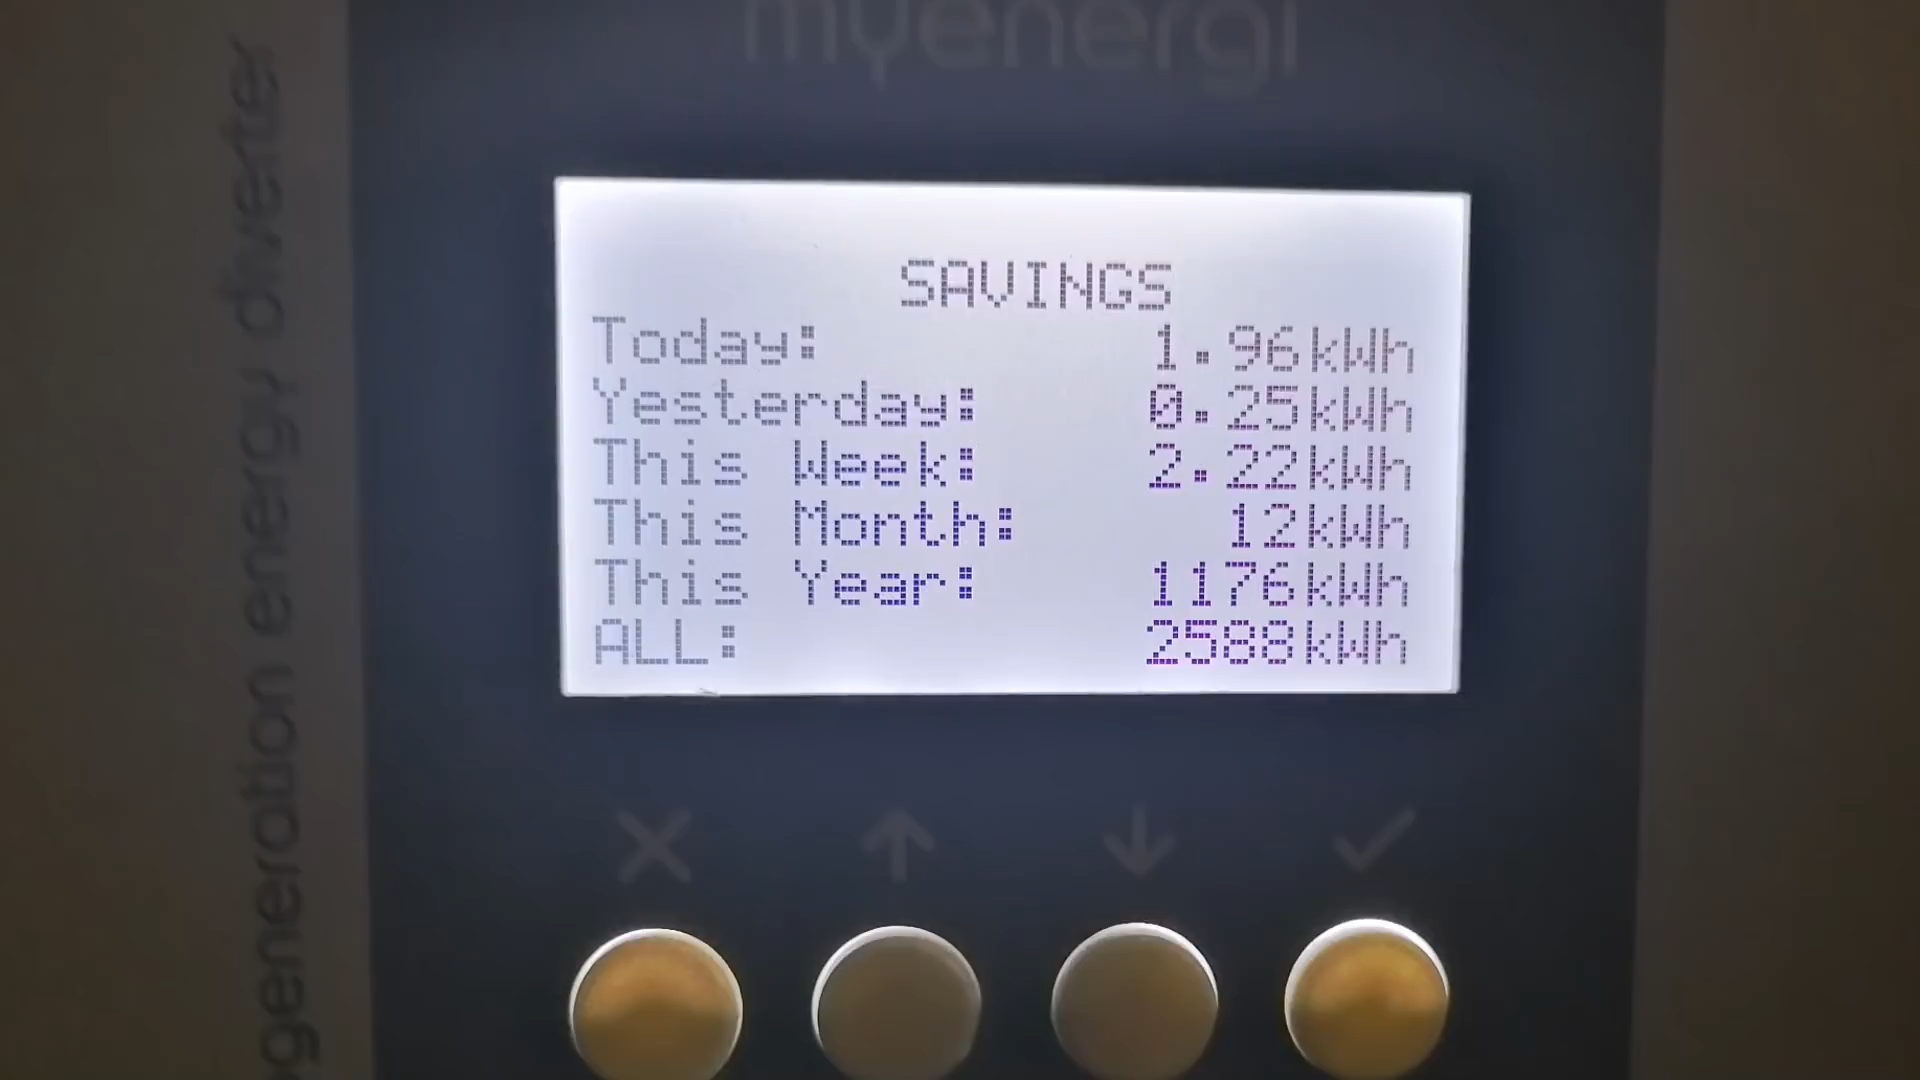 myenergi
SAVINGS
Today: 1.96kWh
Yesterday: 0.25kWh
This Week: 2.22kWh
This Month: 12kWh
This Year: 1176kWh
ALL: 2588kWh
ogeneration energy diverter